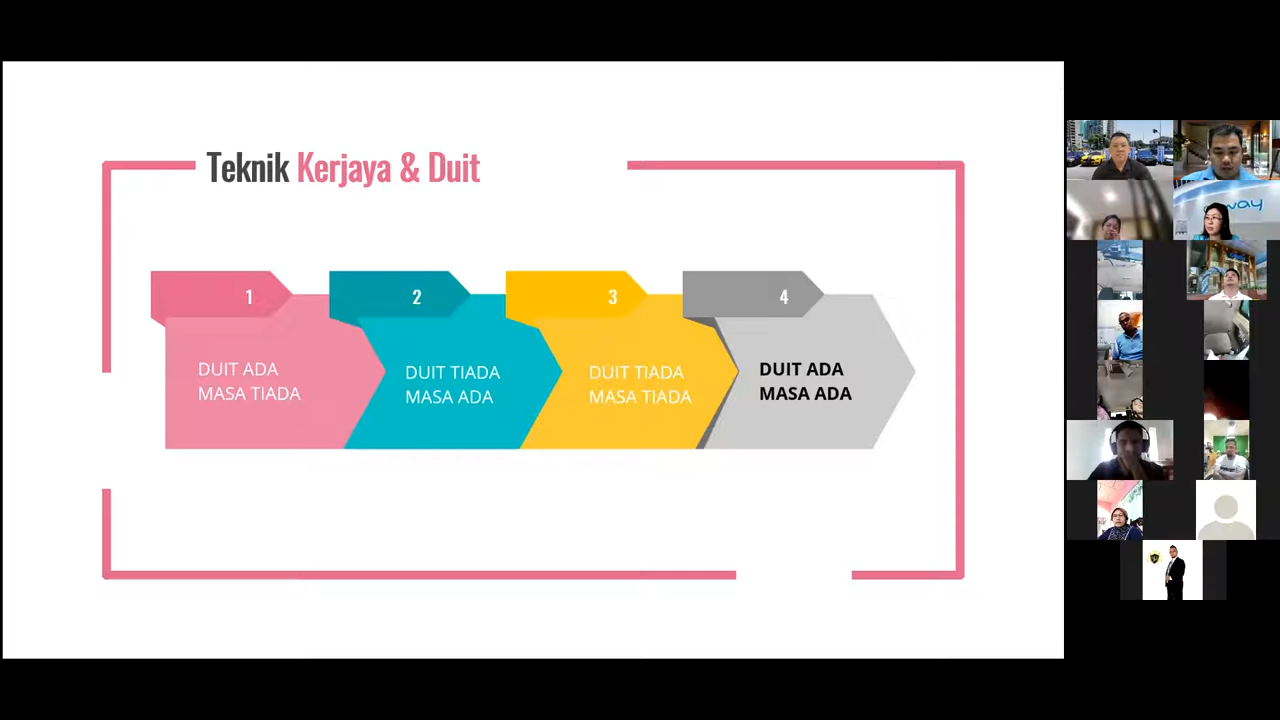 Teknik Kerjaya & Duit
1
2
3
4
DUIT ADA
MASA TIADA
DUIT TIADA
MASA ADA
DUIT TIADA
MASA TIADA
DUIT ADA
MASA ADA
way